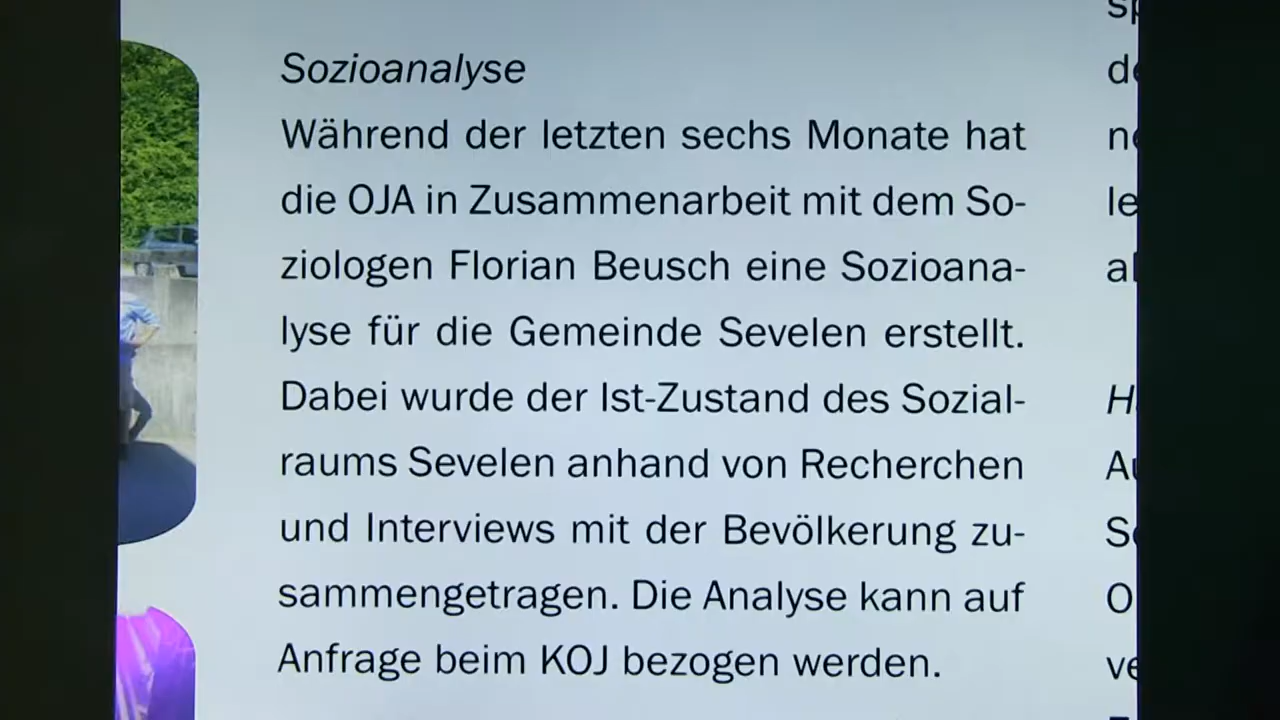 Sozioanalyse
Während der letzten sechs Monate hat
die OJA in Zusammenarbeit mit dem So-
ziologen Florian Beusch eine Sozioana-
lyse für die Gemeinde Sevelen erstellt.
Dabei wurde der Ist-Zustand des Sozial-
raums Sevelen anhand von Recherchen
und Interviews mit der Bevölkerung zu-
sammengetragen. Die Analyse kann auf
Anfrage beim KOJ bezogen werden.